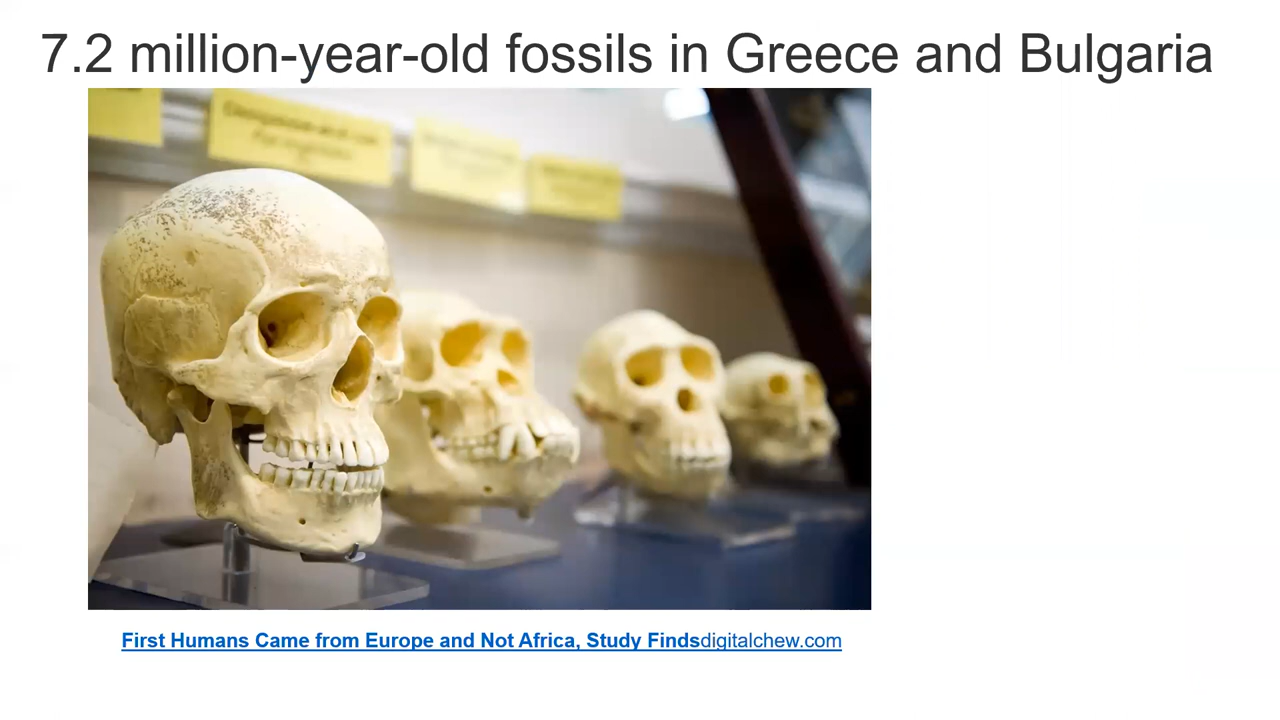 7.2 million-year-old fossils in Greece and Bulgaria
First Humans Came from Europe and Not Africa, Study Findsdigitalchew.com